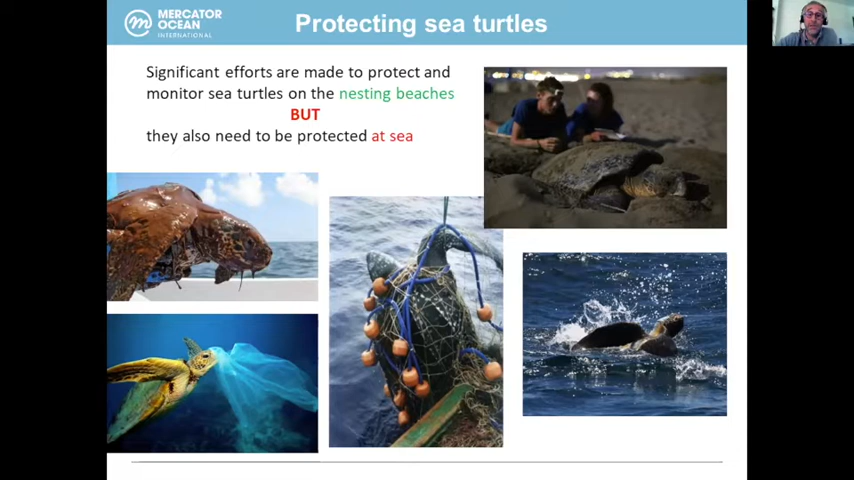 MERCATOR
OCEAN
INTERNATIONAL
Protecting sea turtles
Significant efforts are made to protect and
monitor sea turtles on the nesting beaches
BUT
they also need to be protected at sea